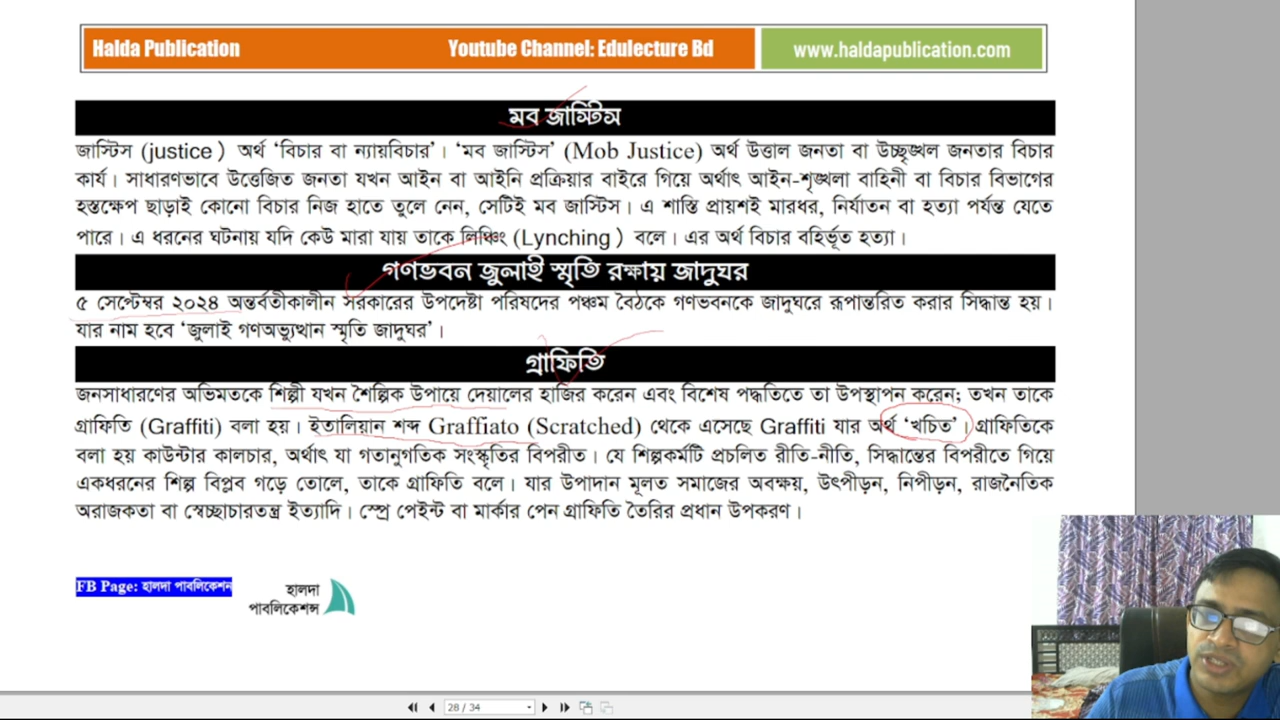 Halda Publication Youtube Channel: Edulecture Bd www.haldapublication.com
মব জাস্টিস
জাস্টিস (justice) অর্থ ‘বিচার বা ন্যায়বিচার’। ‘মব জাস্টিস’ (Mob Justice) অর্থ উত্তাল জনতা বা উচ্ছৃঙ্খল জনতার বিচার
কার্য। সাধারণভাবে উত্তেজিত জনতা যখন আইন বা আইনি প্রক্রিয়ার বাইরে গিয়ে অর্থাৎ আইন-শৃঙ্খলা বাহিনী বা বিচার বিভাগের
হস্তক্ষেপ ছাড়াই কোনো বিচার নিজ হাতে তুলে নেন, সেটিই মব জাস্টিস। এ শাস্তি প্রায়শই মারধর, নির্যাতন বা হত্যা পর্যন্ত যেতে
পারে। এ ধরনের ঘটনায় যদি কেউ মারা যায় তাকে লিঞ্চিং (Lynching) বলে। এর অর্থ বিচার বহির্ভূত হত্যা।
গণভবন জুলাই স্মৃতি রক্ষায় জাদুঘর
৫ সেপ্টেম্বর ২০২৪ অন্তর্বতীকালীন সরকারের উপদেষ্টা পরিষদের পঞ্চম বৈঠকে গণভবনকে জাদুঘরে রূপান্তরিত করার সিদ্ধান্ত হয়।
যার নাম হবে ‘জুলাই গণঅভ্যুত্থান স্মৃতি জাদুঘর’।
গ্রাফিতি
জনসাধারণের অভিমতকে শিল্পী যখন শৈল্পিক উপায়ে দেয়ালের হাজির করেন এবং বিশেষ পদ্ধতিতে তা উপস্থাপন করেন; তখন তাকে
গ্রাফিতি (Graffiti) বলা হয়। ইতালিয়ান শব্দ Graffiato (Scratched) থেকে এসেছে Graffiti যার অর্থ ‘খচিত’। গ্রাফিতিকে
বলা হয় কাউন্টার কালচার, অর্থাৎ যা গতানুগতিক সংস্কৃতির বিপরীত। যে শিল্পকর্মটি প্রচলিত রীতি-নীতি, সিদ্ধান্তের বিপরীতে গিয়ে
একধরনের শিল্প বিপ্লব গড়ে তোলে, তাকে গ্রাফিতি বলে। যার উপাদান মূলত সমাজের অবক্ষয়, উৎপীড়ন, নিপীড়ন, রাজনৈতিক
অরাজকতা বা স্বেচ্ছাচারতন্ত্র ইত্যাদি। স্প্রে পেইন্ট বা মার্কার পেন গ্রাফিতি তৈরির প্রধান উপকরণ।
FB Page: হালদা পাবলিকেশন
হালদা
পাবলিকেশন্স
28 / 34